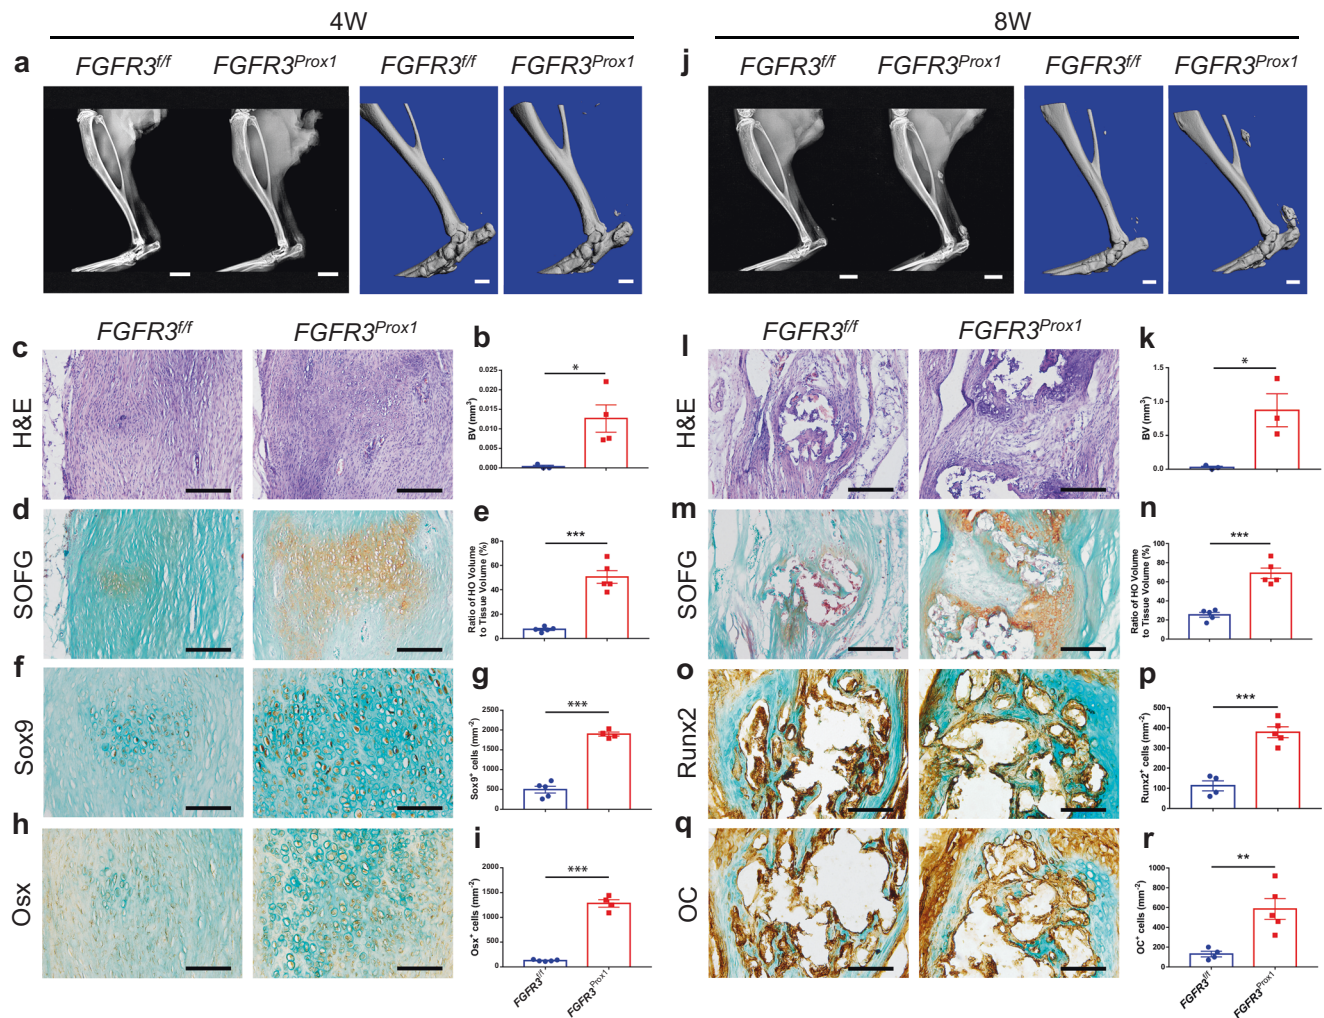 4W
8W
a
FGFR3f/f
FGFR3Prox1
FGFR3f/f
FGFR3Prox1
j
FGFR3f/f
FGFR3Prox1
FGFR3f/f
FGFR3Prox1
FGFR3f/f
FGFR3Prox1
FGFR3f/f
FGFR3Prox1
c
H&E
b
BV (mm3)
0.025
0.020
0.015
0.010
0.005
0.000
*
l
H&E
k
BV (mm3)
1.5
1.0
0.5
0.0
*
d
SOFG
e
Ratio of HO Volume
to Tissue Volume (%)
80
60
40
20
0
***
m
SOFG
n
Ratio of HO Volume
to Tissue Volume (%)
100
80
60
40
20
0
***
f
Sox9
g
Sox9+ cells (mm-2)
2500
2000
1500
1000
500
0
***
o
Runx2
p
Runx2+ cells (mm-2)
500
400
300
200
100
0
***
h
Osx
i
Osx+ cells (mm-2)
2000
1500
1000
500
0
***
FGFR3f/f
FGFR3Prox1
q
OC
r
OC+ cells (mm-2)
1000
800
600
400
200
0
**
FGFR3f/f
FGFR3Prox1